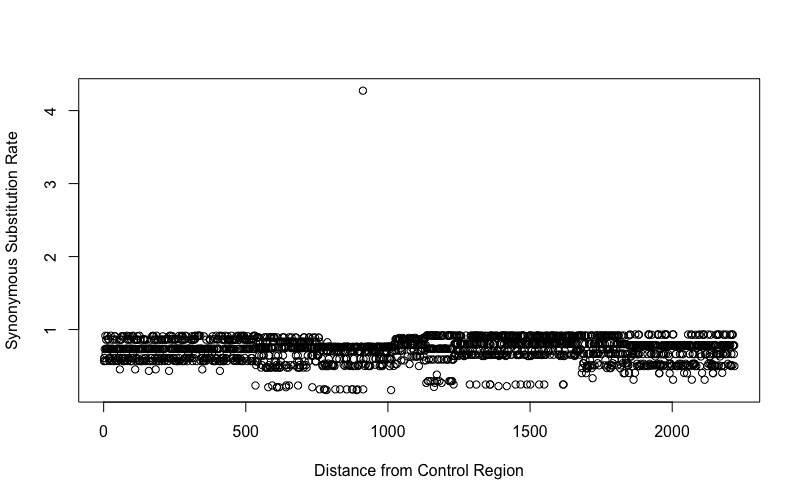 4
3
2
1
Synonymous Substitution Rate
0 500 1000 1500 2000
Distance from Control Region